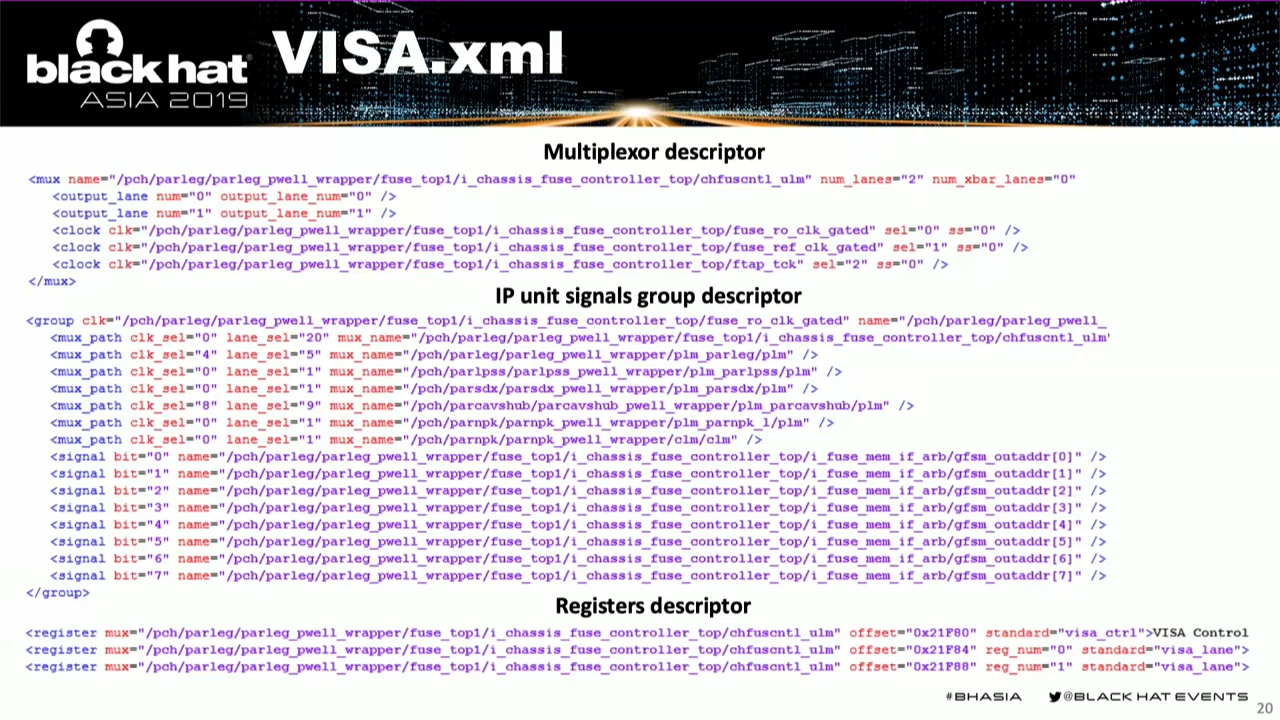 black hat
ASIA 2019
VISA.xml
Multiplexor descriptor
<mux name="/pch/parleg/parleg_pwell_wrapper/fuse_top1/i_chassis_fuse_controller_top/chfuscntl_ulm" num_lanes="2" num_xbar_lanes="0"
<output_lane num="0" output_lane_num="0" />
<output_lane num="1" output_lane_num="1" />
<clock clk="/pch/parleg/parleg_pwell_wrapper/fuse_top1/i_chassis_fuse_controller_top/fuse_ro_clk_gated" sel="0" ss="0" />
<clock clk="/pch/parleg/parleg_pwell_wrapper/fuse_top1/i_chassis_fuse_controller_top/fuse_ref_clk_gated" sel="1" ss="0" />
<clock clk="/pch/parleg/parleg_pwell_wrapper/fuse_top1/i_chassis_fuse_controller_top/ftap_tck" sel="2" ss="0" />
</mux>
IP unit signals group descriptor
<group clk="/pch/parleg/parleg_pwell_wrapper/fuse_top1/i_chassis_fuse_controller_top/fuse_ro_clk_gated" name="/pch/parleg/parleg_pwell_
<mux_path clk_sel="0" lane_sel="20" mux_name="/pch/parleg/parleg_pwell_wrapper/fuse_top1/i_chassis_fuse_controller_top/chfuscntl_ulm"
<mux_path clk_sel="4" lane_sel="5" mux_name="/pch/parleg/parleg_pwell_wrapper/plm_parleg/plm" />
<mux_path clk_sel="0" lane_sel="1" mux_name="/pch/parlpss/parlpss_pwell_wrapper/plm_parlpss/plm" />
<mux_path clk_sel="0" lane_sel="1" mux_name="/pch/parsdx/parsdx_pwell_wrapper/plm_parsdx/plm" />
<mux_path clk_sel="8" lane_sel="9" mux_name="/pch/parcavshub/parcavshub_pwell_wrapper/plm_parcavshub/plm" />
<mux_path clk_sel="0" lane_sel="1" mux_name="/pch/parnpk/parnpk_pwell_wrapper/plm_parnpk_1/plm" />
<mux_path clk_sel="0" lane_sel="1" mux_name="/pch/parnpk/parnpk_pwell_wrapper/clm/clm" />
<signal bit="0" name="/pch/parleg/parleg_pwell_wrapper/fuse_top1/i_chassis_fuse_controller_top/i_fuse_mem_if_arb/gfsm_outaddr[0]" />
<signal bit="1" name="/pch/parleg/parleg_pwell_wrapper/fuse_top1/i_chassis_fuse_controller_top/i_fuse_mem_if_arb/gfsm_outaddr[1]" />
<signal bit="2" name="/pch/parleg/parleg_pwell_wrapper/fuse_top1/i_chassis_fuse_controller_top/i_fuse_mem_if_arb/gfsm_outaddr[2]" />
<signal bit="3" name="/pch/parleg/parleg_pwell_wrapper/fuse_top1/i_chassis_fuse_controller_top/i_fuse_mem_if_arb/gfsm_outaddr[3]" />
<signal bit="4" name="/pch/parleg/parleg_pwell_wrapper/fuse_top1/i_chassis_fuse_controller_top/i_fuse_mem_if_arb/gfsm_outaddr[4]" />
<signal bit="5" name="/pch/parleg/parleg_pwell_wrapper/fuse_top1/i_chassis_fuse_controller_top/i_fuse_mem_if_arb/gfsm_outaddr[5]" />
<signal bit="6" name="/pch/parleg/parleg_pwell_wrapper/fuse_top1/i_chassis_fuse_controller_top/i_fuse_mem_if_arb/gfsm_outaddr[6]" />
<signal bit="7" name="/pch/parleg/parleg_pwell_wrapper/fuse_top1/i_chassis_fuse_controller_top/i_fuse_mem_if_arb/gfsm_outaddr[7]" />
</group>
Registers descriptor
<register mux="/pch/parleg/parleg_pwell_wrapper/fuse_top1/i_chassis_fuse_controller_top/chfuscntl_ulm" offset="0x21F80" standard="visa_ctrl">VISA Control
<register mux="/pch/parleg/parleg_pwell_wrapper/fuse_top1/i_chassis_fuse_controller_top/chfuscntl_ulm" offset="0x21F84" reg_num="0" standard="visa_lane">
<register mux="/pch/parleg/parleg_pwell_wrapper/fuse_top1/i_chassis_fuse_controller_top/chfuscntl_ulm" offset="0x21F88" reg_num="1" standard="visa_lane">
#BHASIA @BLACK HAT EVENTS
20